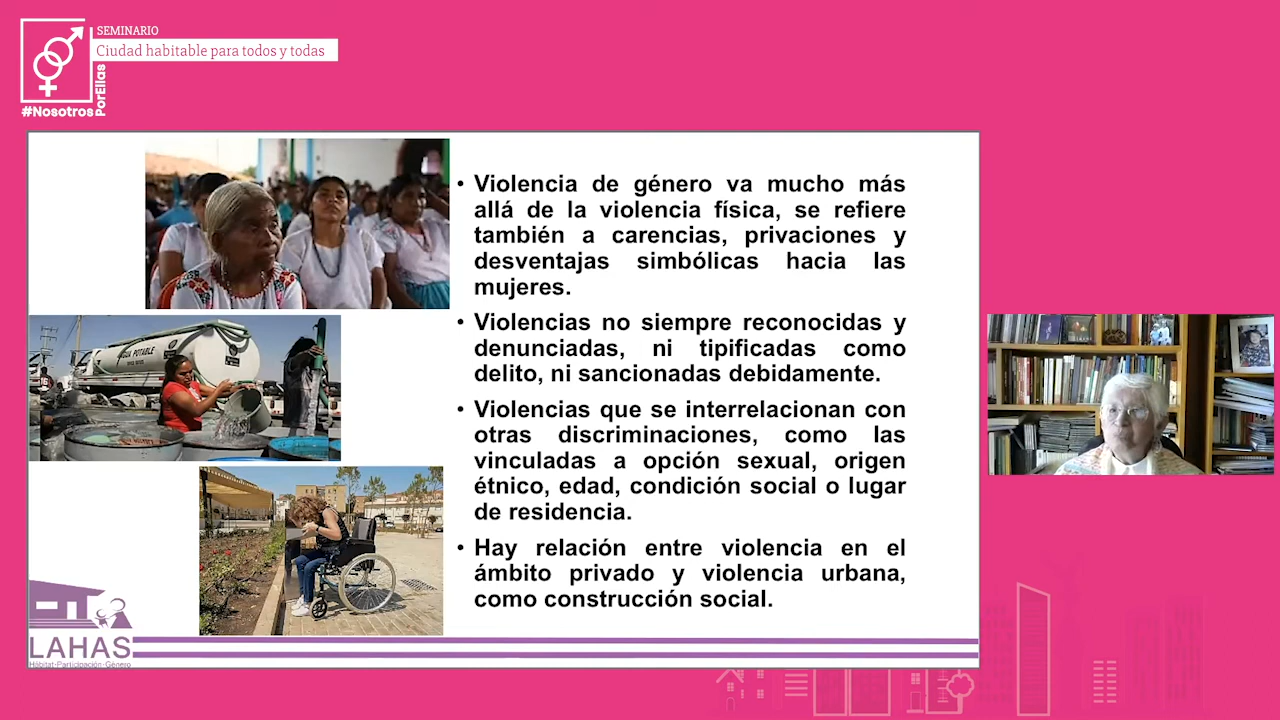 SEMINARIO
Ciudad habitable para todos y todas
#Nosotros
PorEllas
• Violencia de género va mucho más
allá de la violencia física, se refiere
también a carencias, privaciones y
desventajas simbólicas hacia las
mujeres.
• Violencias no siempre reconocidas y
denunciadas, ni tipificadas como
delito, ni sancionadas debidamente.
• Violencias que se interrelacionan con
otras discriminaciones, como las
vinculadas a opción sexual, origen
étnico, edad, condición social o lugar
de residencia.
• Hay relación entre violencia en el
ámbito privado y violencia urbana,
como construcción social.
AGUA POTABLE
LAHAS
Hábitat·Participación·Género